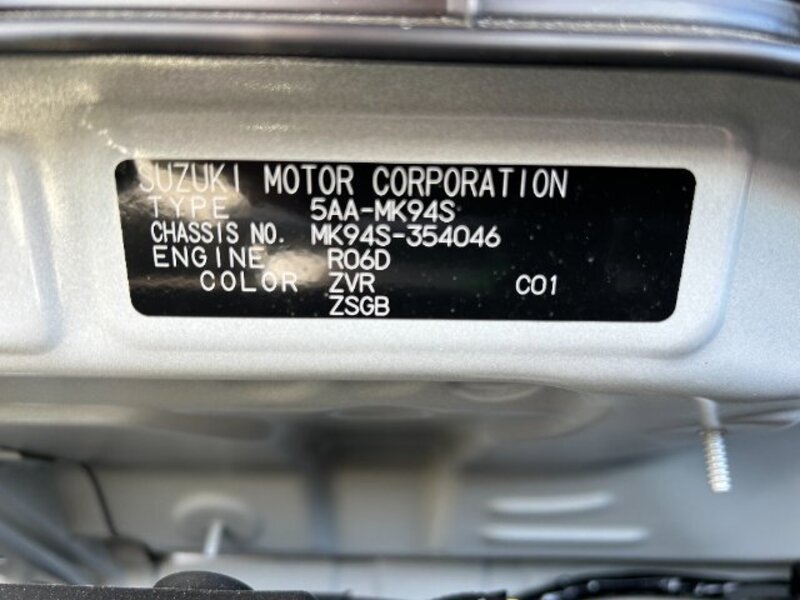 SUZUKI MOTOR CORPORATION
TYPE 5AA-MK94S
CHASSIS NO. MK94S-354046
ENGINE R06D
COLOR ZVR C01
ZSGB